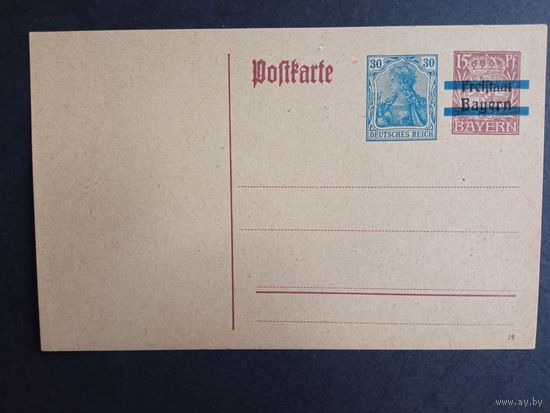 Postkarte
30 30
DEUTSCHES REICH
15 Pf
Freistaat
Bayern
BAYERN
19
www.ay.by